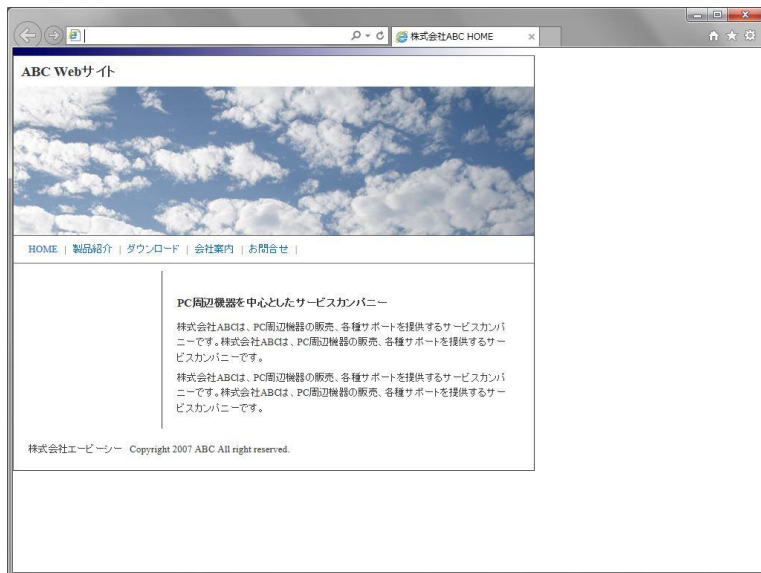 株式会社ABC HOME
ABC Webサイト
HOME | 製品紹介 | ダウンロード | 会社案内 | お問合せ |
PC周辺機器を中心としたサービスカンパニー
株式会社ABCは、PC周辺機器の販売、各種サポートを提供するサービスカンパ
ニーです。株式会社ABCは、PC周辺機器の販売、各種サポートを提供するサー
ビスカンパニーです。
株式会社ABCは、PC周辺機器の販売、各種サポートを提供するサービスカンパ
ニーです。株式会社ABCは、PC周辺機器の販売、各種サポートを提供するサー
ビスカンパニーです。
株式会社エービーシー Copyright 2007 ABC All right reserved.